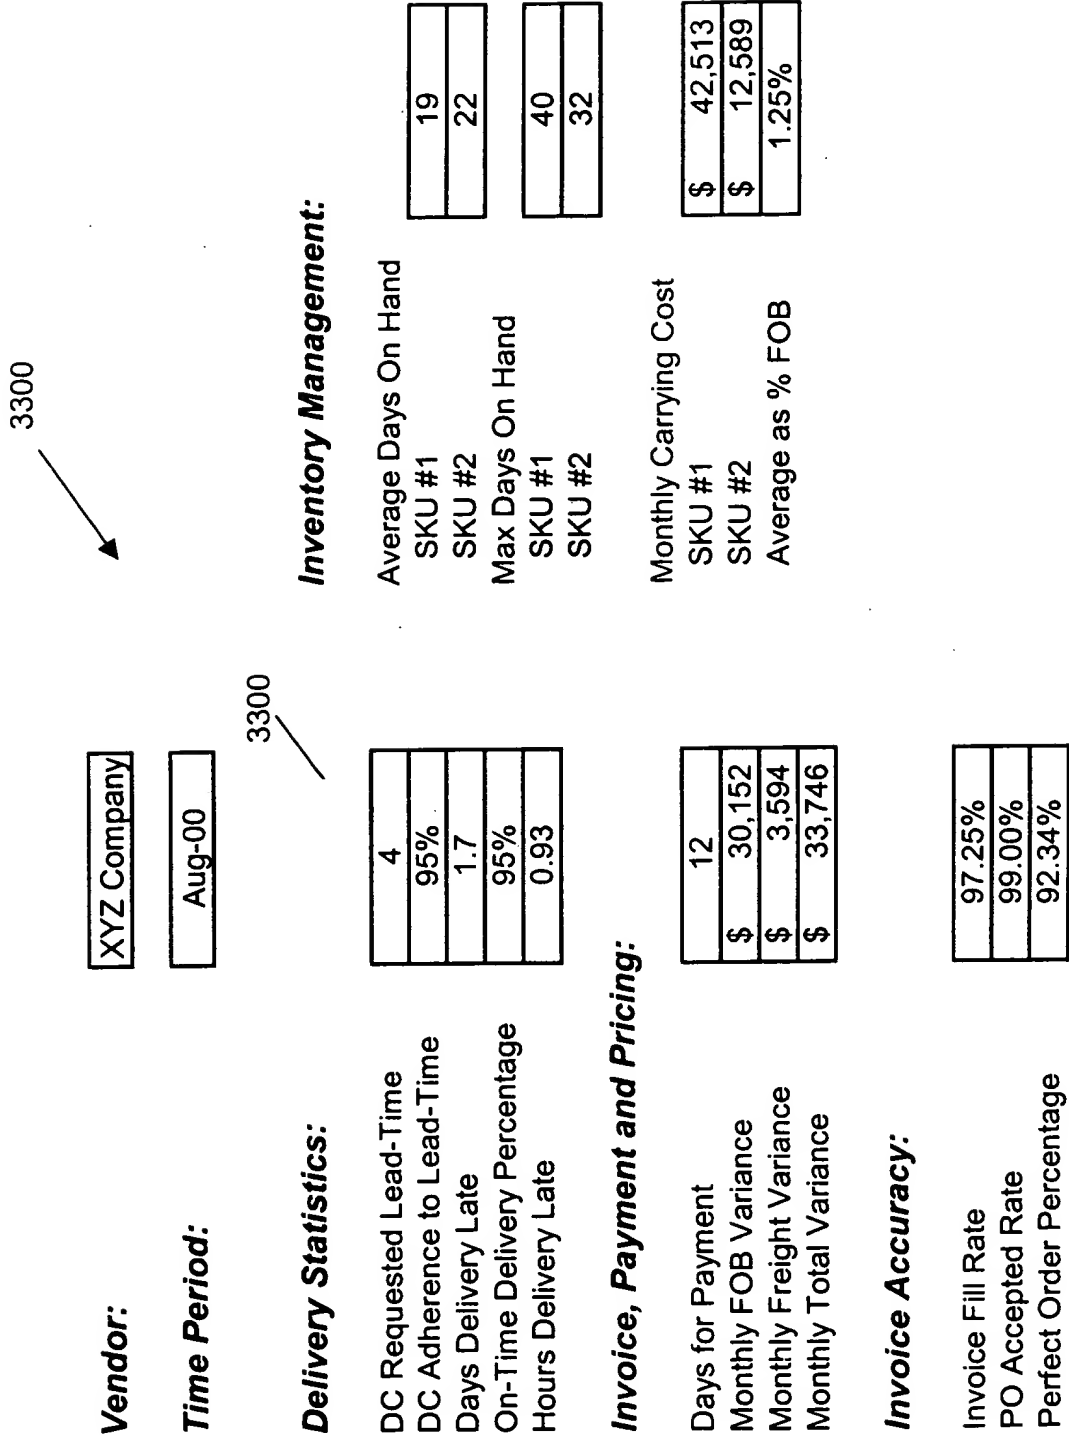 3300
Vendor: XYZ Company
Time Period: Aug-00
3300
Delivery Statistics:
DC Requested Lead-Time 4
DC Adherence to Lead-Time 95%
Days Delivery Late 1.7
On-Time Delivery Percentage 95%
Hours Delivery Late 0.93
Invoice, Payment and Pricing:
Days for Payment 12
Monthly FOB Variance $ 30,152
Monthly Freight Variance $ 3,594
Monthly Total Variance $ 33,746
Invoice Accuracy:
Invoice Fill Rate 97.25%
PO Accepted Rate 99.00%
Perfect Order Percentage 92.34%
Inventory Management:
Average Days On Hand
SKU #1 19
SKU #2 22
Max Days On Hand
SKU #1 40
SKU #2 32
Monthly Carrying Cost
SKU #1 $ 42,513
SKU #2 $ 12,589
Average as % FOB 1.25%